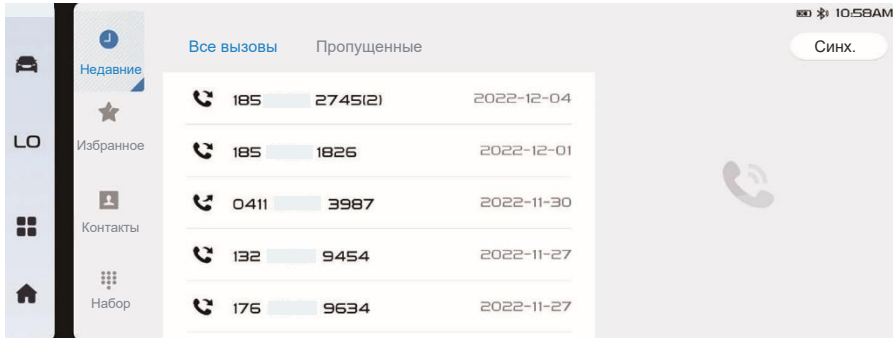 10:58AM
Все вызовы Пропущенные
Синх.
Недавние
Избранное
Контакты
Набор
LO
185 2745(2) 2022-12-04
185 1826 2022-12-01
0411 3987 2022-11-30
132 9454 2022-11-27
176 9634 2022-11-27